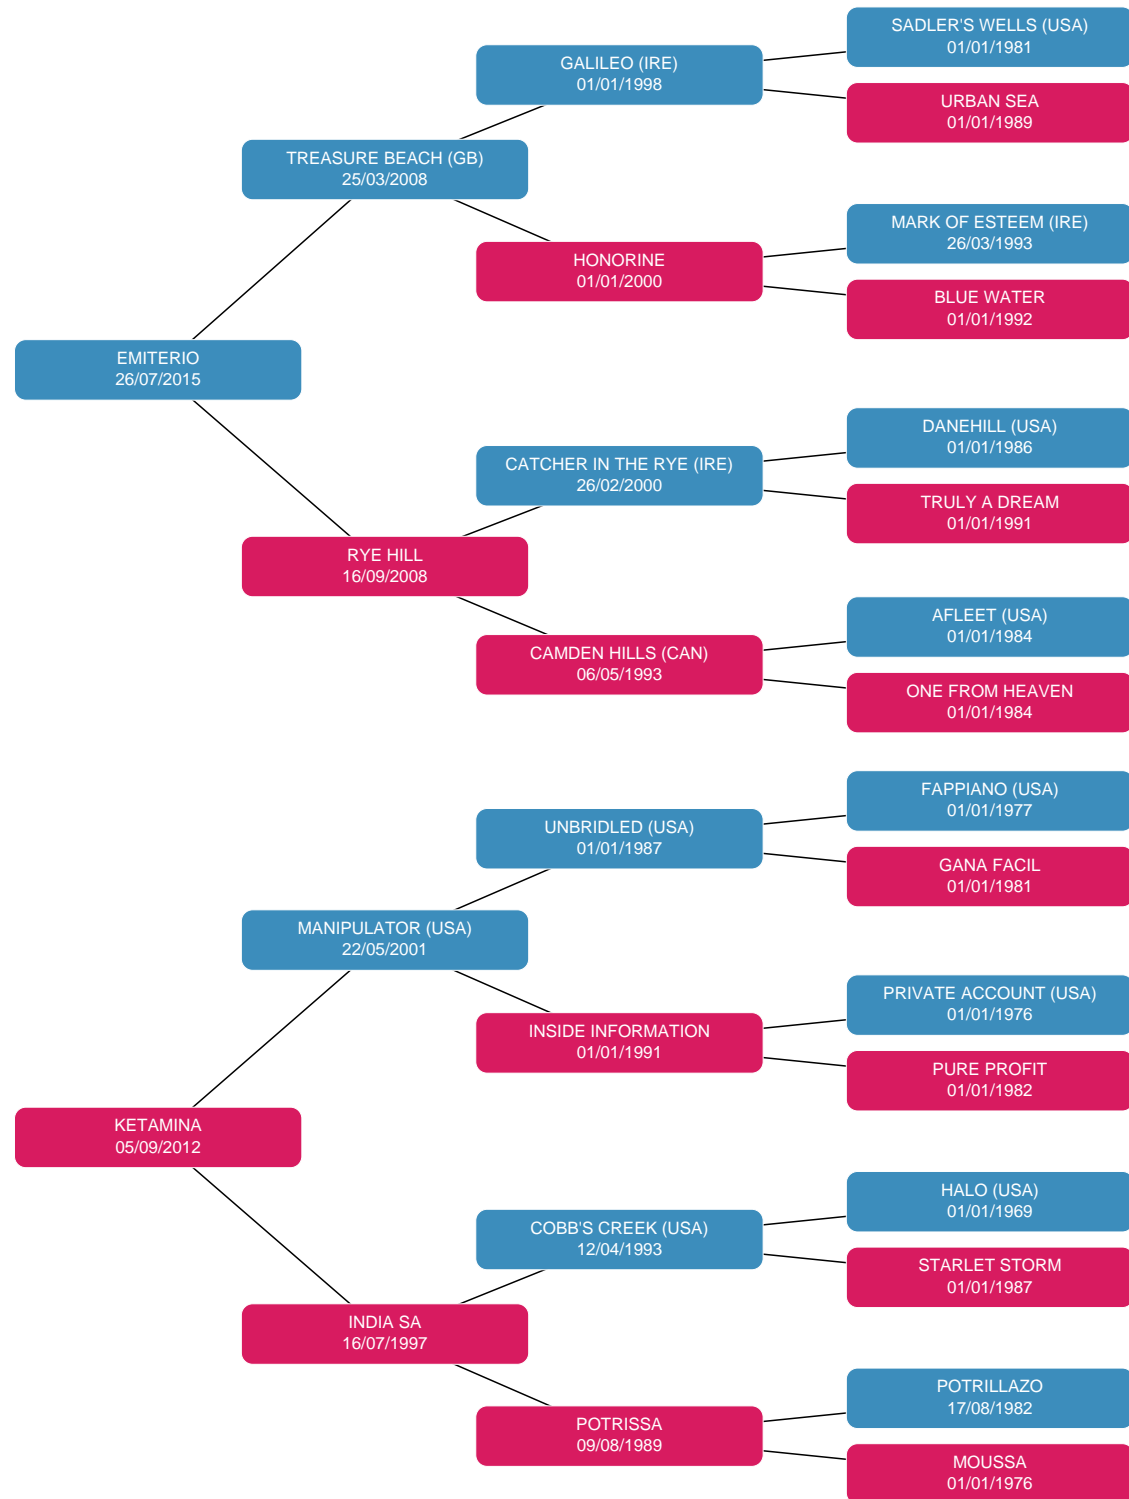 SADLER'S WELLS (USA)
01/01/1981
GALILEO (IRE)
01/01/1998
URBAN SEA
01/01/1989
TREASURE BEACH (GB)
25/03/2008
MARK OF ESTEEM (IRE)
26/03/1993
HONORINE
01/01/2000
BLUE WATER
01/01/1992
EMITERIO
26/07/2015
DANEHILL (USA)
01/01/1986
CATCHER IN THE RYE (IRE)
26/02/2000
TRULY A DREAM
01/01/1991
RYE HILL
16/09/2008
AFLEET (USA)
01/01/1984
CAMDEN HILLS (CAN)
06/05/1993
ONE FROM HEAVEN
01/01/1984
FAPPIANO (USA)
01/01/1977
UNBRIDLED (USA)
01/01/1987
GANA FACIL
01/01/1981
MANIPULATOR (USA)
22/05/2001
PRIVATE ACCOUNT (USA)
01/01/1976
INSIDE INFORMATION
01/01/1991
PURE PROFIT
01/01/1982
KETAMINA
05/09/2012
HALO (USA)
01/01/1969
COBB'S CREEK (USA)
12/04/1993
STARLET STORM
01/01/1987
INDIA SA
16/07/1997
POTRILLAZO
17/08/1982
POTRISSA
09/08/1989
MOUSSA
01/01/1976